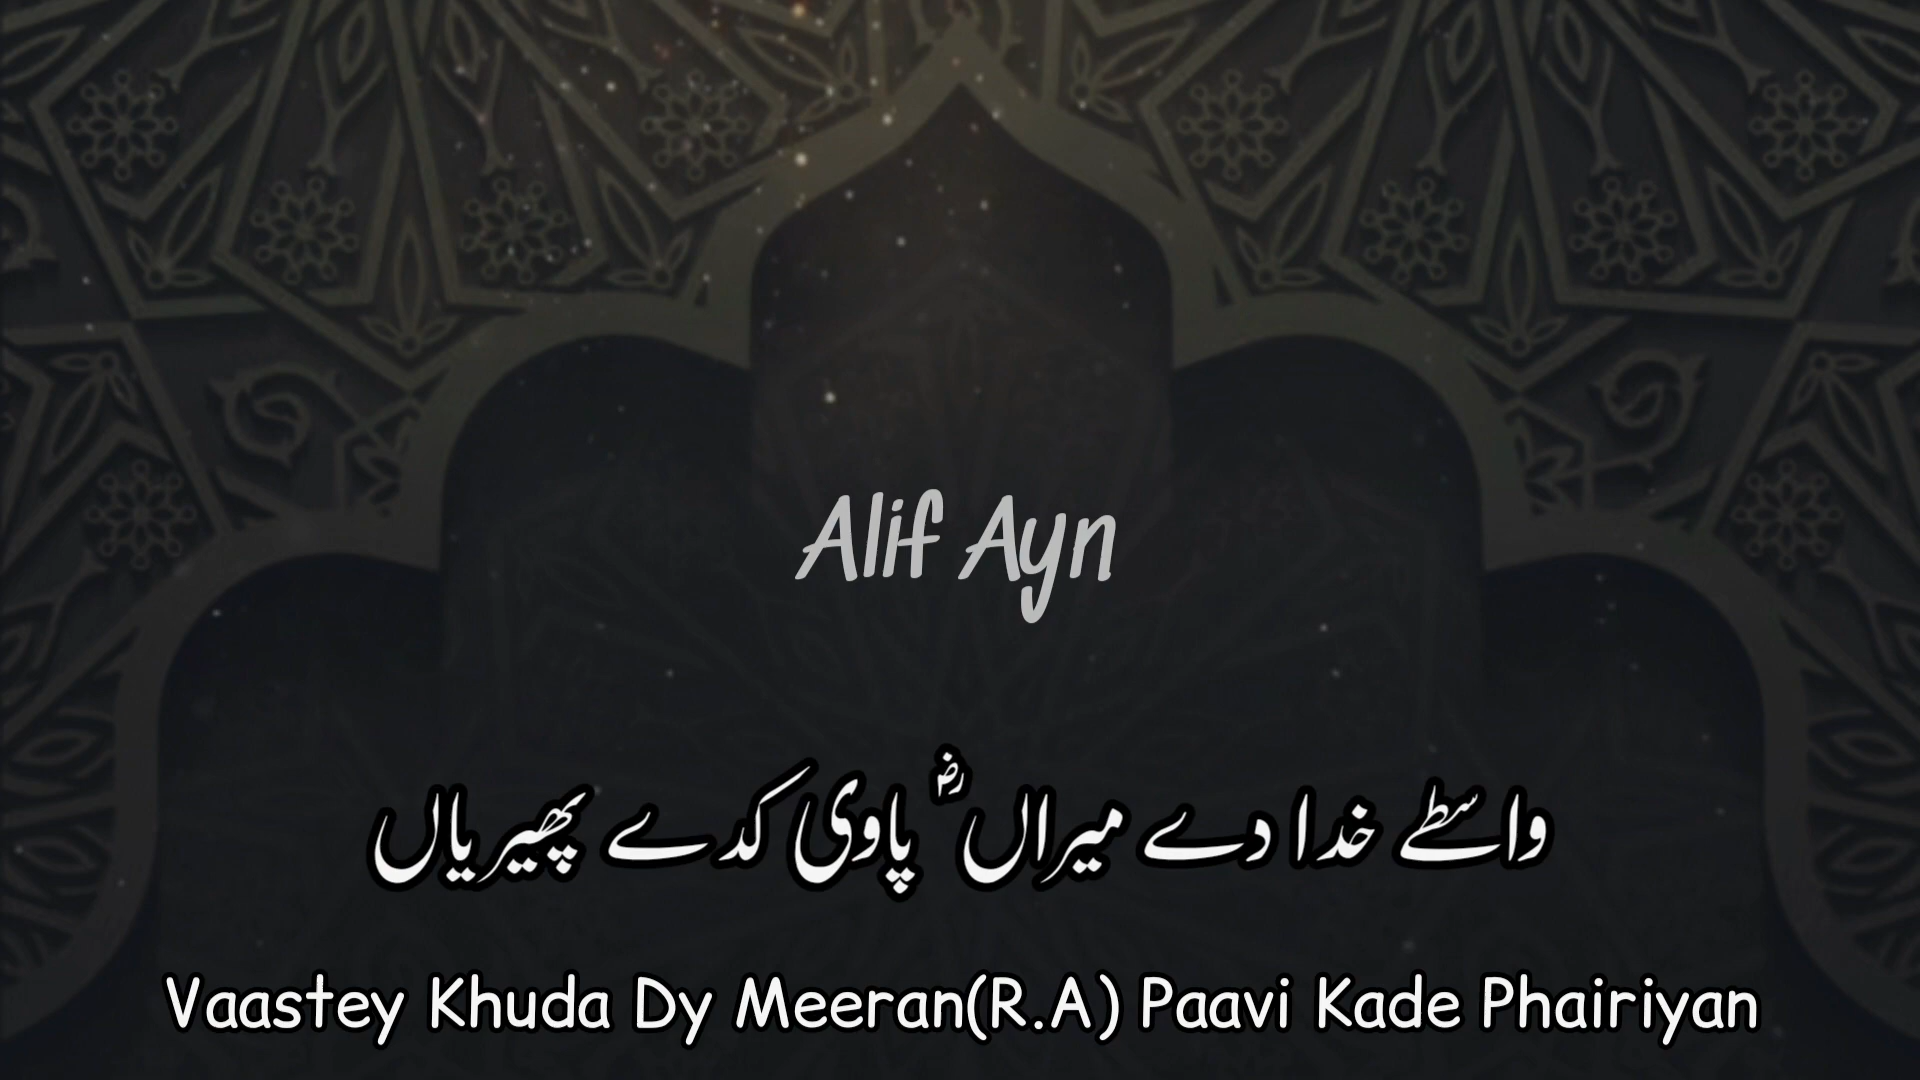 Alif Ayn
واسطے خدا دے میراںؓ پاوی کدے پھیریاں
Vaastey Khuda Dy Meeran(R.A) Paavi Kade Phairiyan